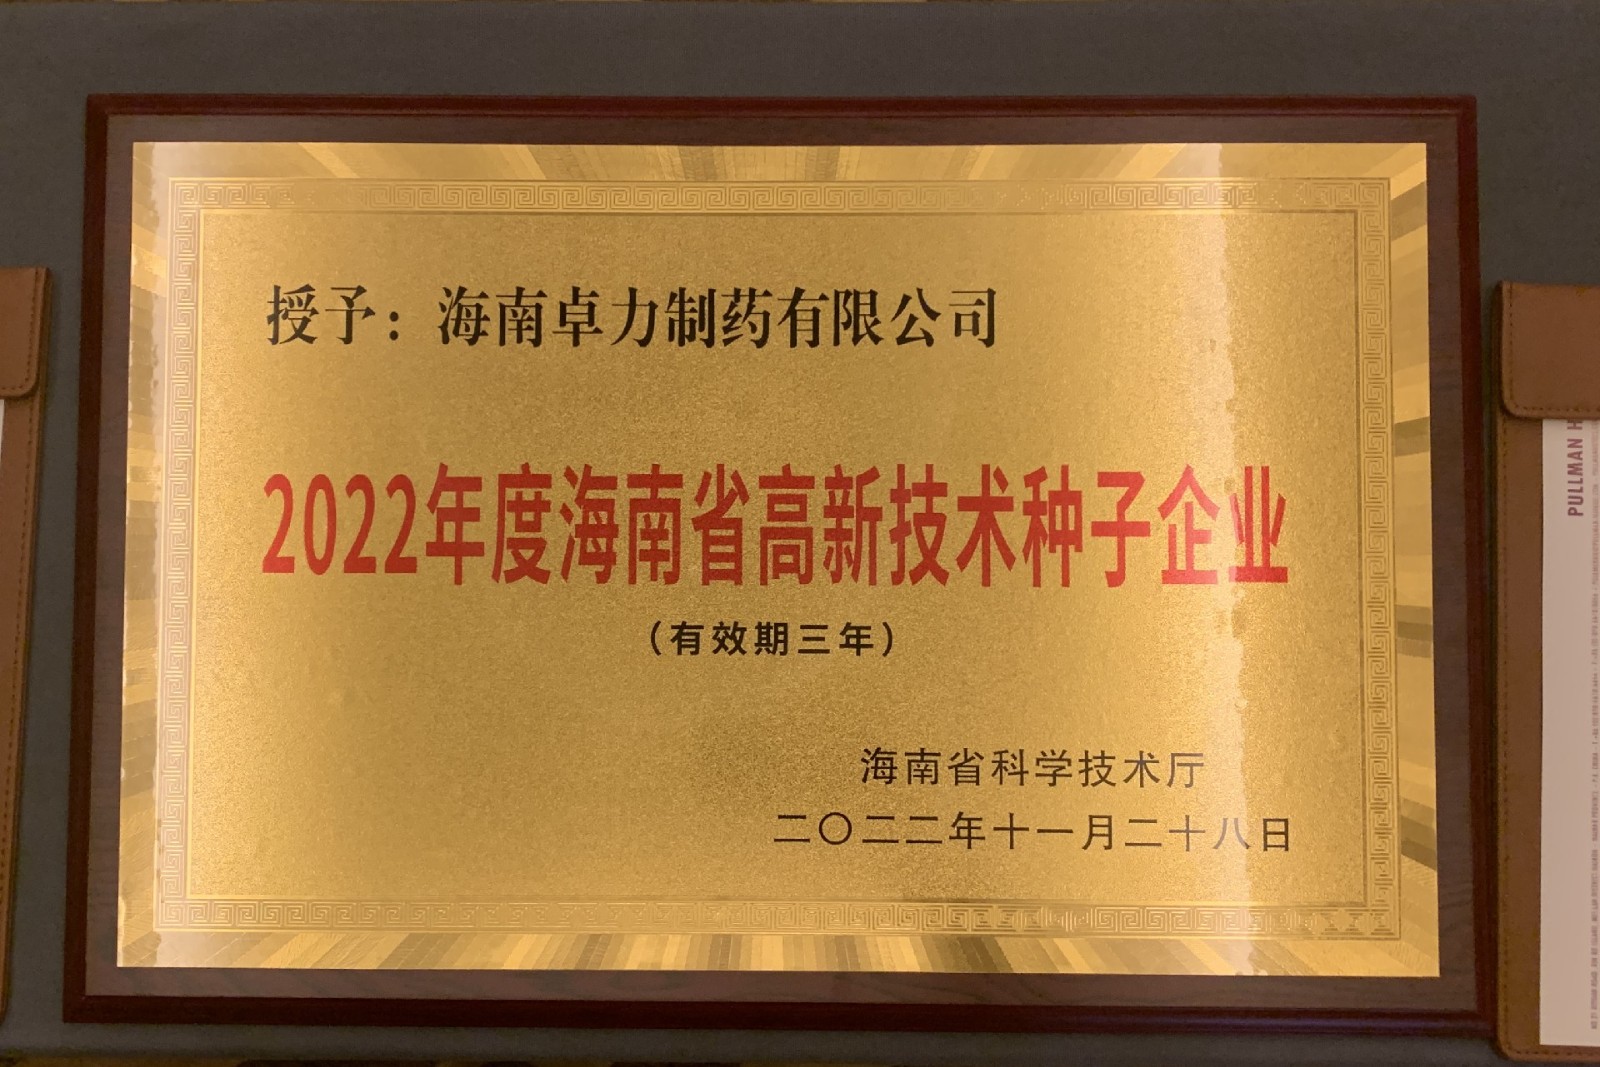 授予：海南卓力制药有限公司
2022年度海南省高新技术种子企业
（有效期三年）
海南省科学技术厅
二〇二二年十一月二十八日
PULLMAN H